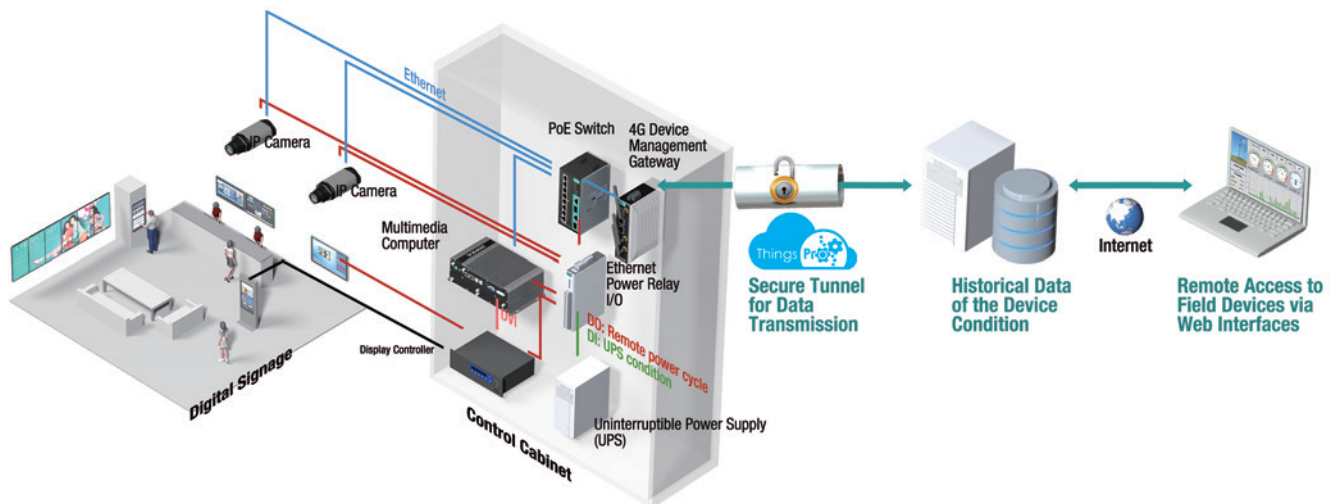 Ethernet
IP Camera
IP Camera
PoE Switch
4G Device
Management
Gateway
Multimedia
Computer
Ethernet
Power Relay
I/O
DVI
DO: Remote power cycle
DI: UPS condition
Display Controller
Uninterruptible Power Supply
(UPS)
Digital Signage
Control Cabinet
Things Pro
Secure Tunnel
for Data
Transmission
Historical Data
of the Device
Condition
Internet
Remote Access to
Field Devices via
Web Interfaces